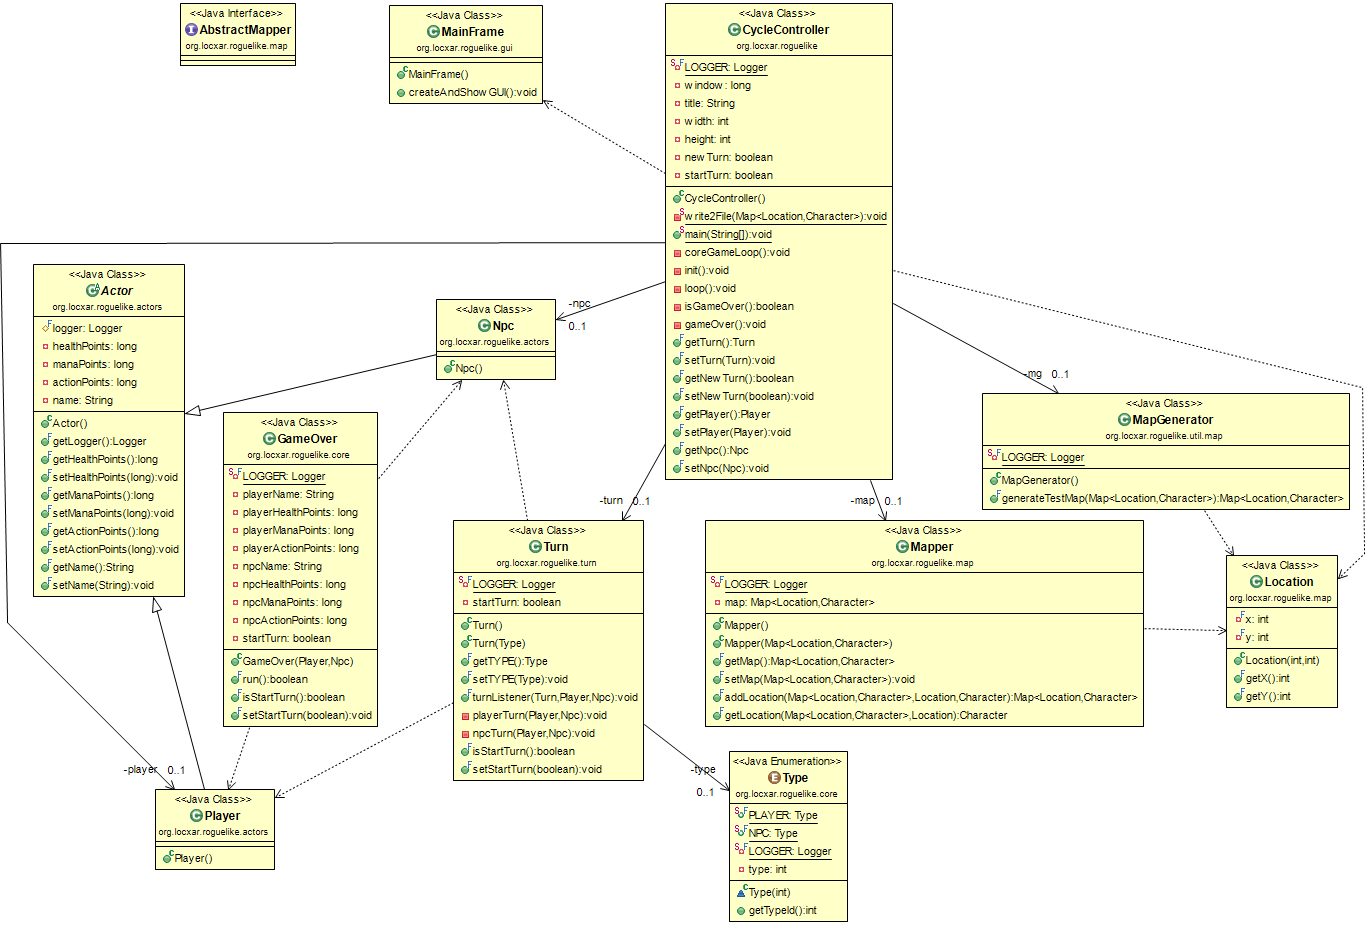 <<Java Interface>>
AbstractMapper
org.locxar.roguelike.map
<<Java Class>>
MainFrame
org.locxar.roguelike.gui
MainFrame()
createAndShowGUI():void
<<Java Class>>
CycleController
org.locxar.roguelike
LOGGER: Logger
window: long
title: String
width: int
height: int
newTurn: boolean
startTurn: boolean
CycleController()
write2File(Map<Location,Character>):void
main(String[]):void
coreGameLoop():void
init():void
loop():void
isGameOver():boolean
gameOver():void
getTurn():Turn
setTurn(Turn):void
getNewTurn():boolean
setNewTurn(boolean):void
getPlayer():Player
setPlayer(Player):void
getNpc():Npc
setNpc(Npc):void
<<Java Class>>
Actor
org.locxar.roguelike.actors
logger: Logger
healthPoints: long
manaPoints: long
actionPoints: long
name: String
Actor()
getLogger():Logger
getHealthPoints():long
setHealthPoints(long):void
getManaPoints():long
setManaPoints(long):void
getActionPoints():long
setActionPoints(long):void
getName():String
setName(String):void
-npc
0..1
<<Java Class>>
Npc
org.locxar.roguelike.actors
Npc()
<<Java Class>>
GameOver
org.locxar.roguelike.core
LOGGER: Logger
playerName: String
playerHealthPoints: long
playerManaPoints: long
playerActionPoints: long
npcName: String
npcHealthPoints: long
npcManaPoints: long
npcActionPoints: long
startTurn: boolean
GameOver(Player,Npc)
run():boolean
isStartTurn():boolean
setStartTurn(boolean):void
-mg 0..1
<<Java Class>>
MapGenerator
org.locxar.roguelike.util.map
LOGGER: Logger
MapGenerator()
generateTestMap(Map<Location,Character>):Map<Location,Character>
-turn 0..1
<<Java Class>>
Turn
org.locxar.roguelike.turn
LOGGER: Logger
startTurn: boolean
Turn()
Turn(Type)
getTYPE():Type
setTYPE(Type):void
turnListener(Turn,Player,Npc):void
playerTurn(Player,Npc):void
npcTurn(Player,Npc):void
isStartTurn():boolean
setStartTurn(boolean):void
-map 0..1
<<Java Class>>
Mapper
org.locxar.roguelike.map
LOGGER: Logger
map: Map<Location,Character>
Mapper()
Mapper(Map<Location,Character>)
getMap():Map<Location,Character>
setMap(Map<Location,Character>):void
addLocation(Map<Location,Character>,Location,Character):Map<Location,Character>
getLocation(Map<Location,Character>,Location):Character
<<Java Class>>
Location
org.locxar.roguelike.map
x: int
y: int
Location(int,int)
getX():int
getY():int
-player 0..1
<<Java Class>>
Player
org.locxar.roguelike.actors
Player()
-type
0..1
<<Java Enumeration>>
Type
org.locxar.roguelike.core
PLAYER: Type
NPC: Type
LOGGER: Logger
type: int
Type(int)
getTypeId():int